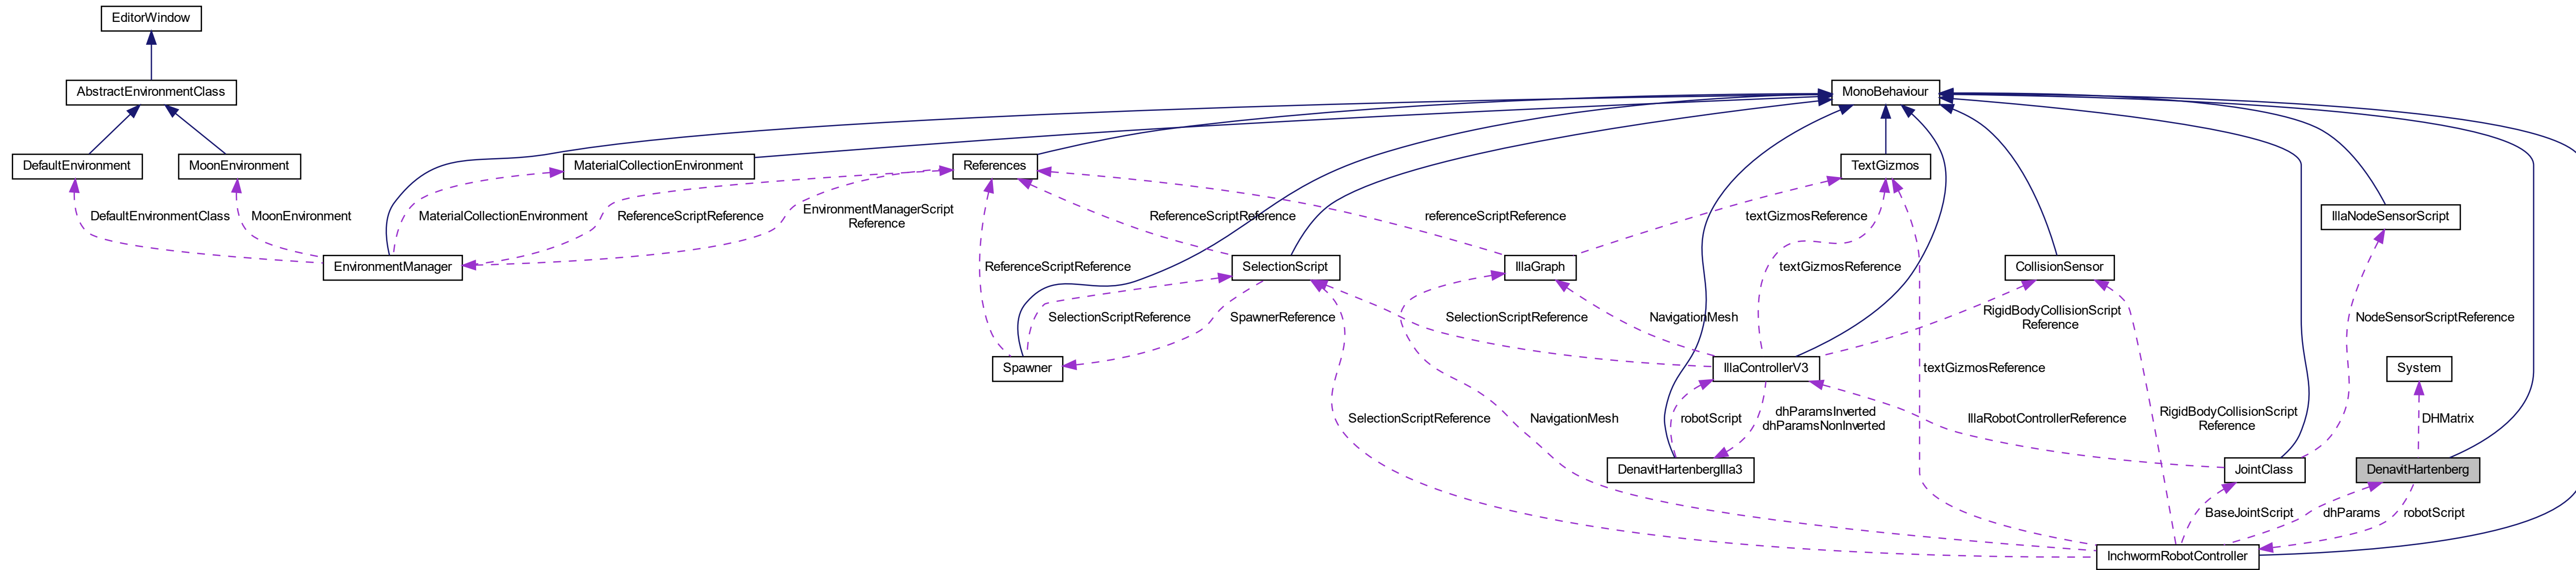 EditorWindow
AbstractEnvironmentClass
MonoBehaviour
DefaultEnvironment
MoonEnvironment
MaterialCollectionEnvironment
References
TextGizmos
DefaultEnvironmentClass
MoonEnvironment
MaterialCollectionEnvironment
ReferenceScriptReference
EnvironmentManagerScript
Reference
ReferenceScriptReference
referenceScriptReference
textGizmosReference
IllaNodeSensorScript
EnvironmentManager
ReferenceScriptReference
SelectionScript
IllaGraph
textGizmosReference
CollisionSensor
SelectionScriptReference
SpawnerReference
SelectionScriptReference
NavigationMesh
RigidBodyCollisionScript
Reference
NodeSensorScriptReference
Spawner
IllaControllerV3
textGizmosReference
System
SelectionScriptReference
NavigationMesh
robotScript
dhParamsInverted
dhParamsNonInverted
IllaRobotControllerReference
RigidBodyCollisionScript
Reference
DHMatrix
DenavitHartenbergIlla3
JointClass
DenavitHartenberg
BaseJointScript
dhParams
robotScript
InchwormRobotController